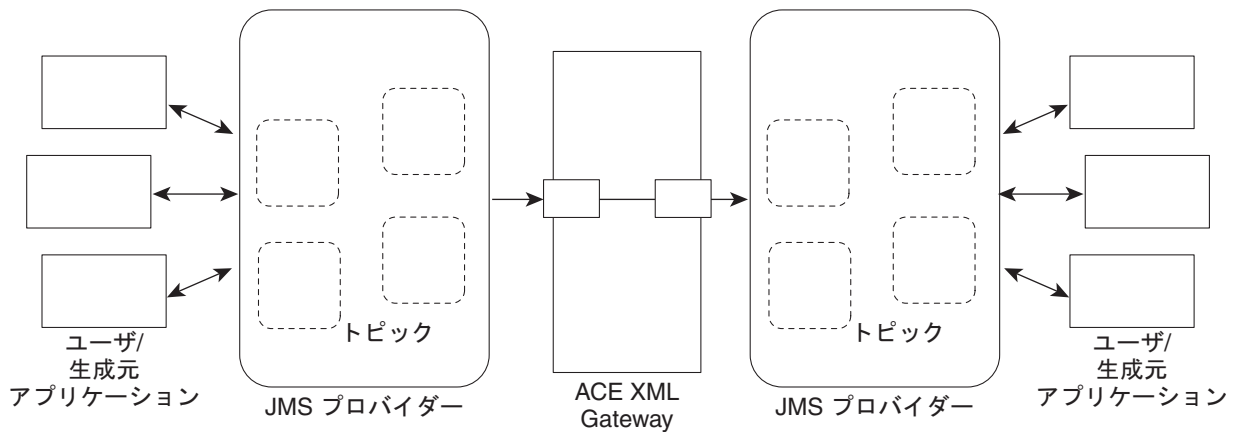 トピック
トピック
ユーザ/
生成元
アプリケーション
JMS プロバイダー
ACE XML
Gateway
JMS プロバイダー
ユーザ/
生成元
アプリケーション